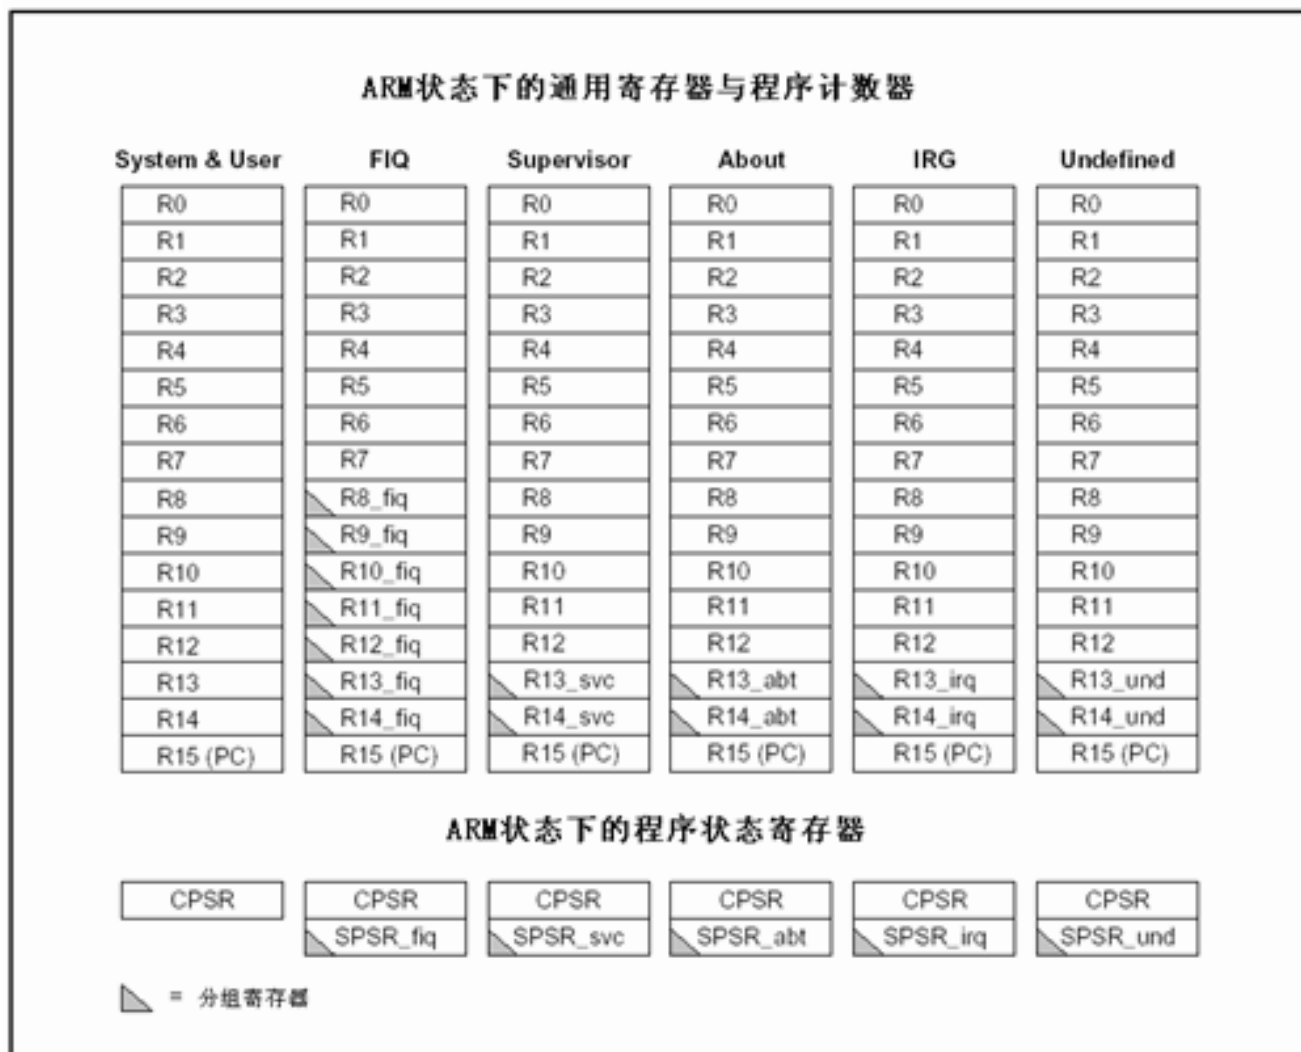 ARM状态下的通用寄存器与程序计数器
System & User FIQ Supervisor About IRG Undefined
R0 R0 R0 R0 R0 R0
R1 R1 R1 R1 R1 R1
R2 R2 R2 R2 R2 R2
R3 R3 R3 R3 R3 R3
R4 R4 R4 R4 R4 R4
R5 R5 R5 R5 R5 R5
R6 R6 R6 R6 R6 R6
R7 R7 R7 R7 R7 R7
R8 R8_fiq R8 R8 R8 R8
R9 R9_fiq R9 R9 R9 R9
R10 R10_fiq R10 R10 R10 R10
R11 R11_fiq R11 R11 R11 R11
R12 R12_fiq R12 R12 R12 R12
R13 R13_fiq R13_svc R13_abt R13_irq R13_und
R14 R14_fiq R14_svc R14_abt R14_irq R14_und
R15 (PC) R15 (PC) R15 (PC) R15 (PC) R15 (PC) R15 (PC)
ARM状态下的程序状态寄存器
CPSR CPSR CPSR CPSR CPSR CPSR
SPSR_fiq SPSR_svc SPSR_abt SPSR_irq SPSR_und
= 分组寄存器